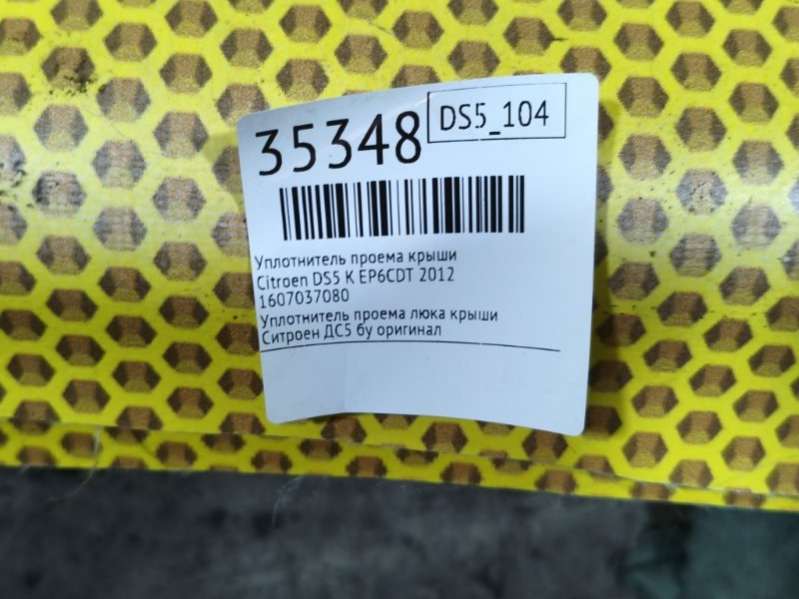 35348
DS5_104
Уплотнитель проема крыши
Citroen DS5 K EP6CDT 2012
1607037080
Уплотнитель проема люка крыши
Ситроен ДС5 бу оригинал